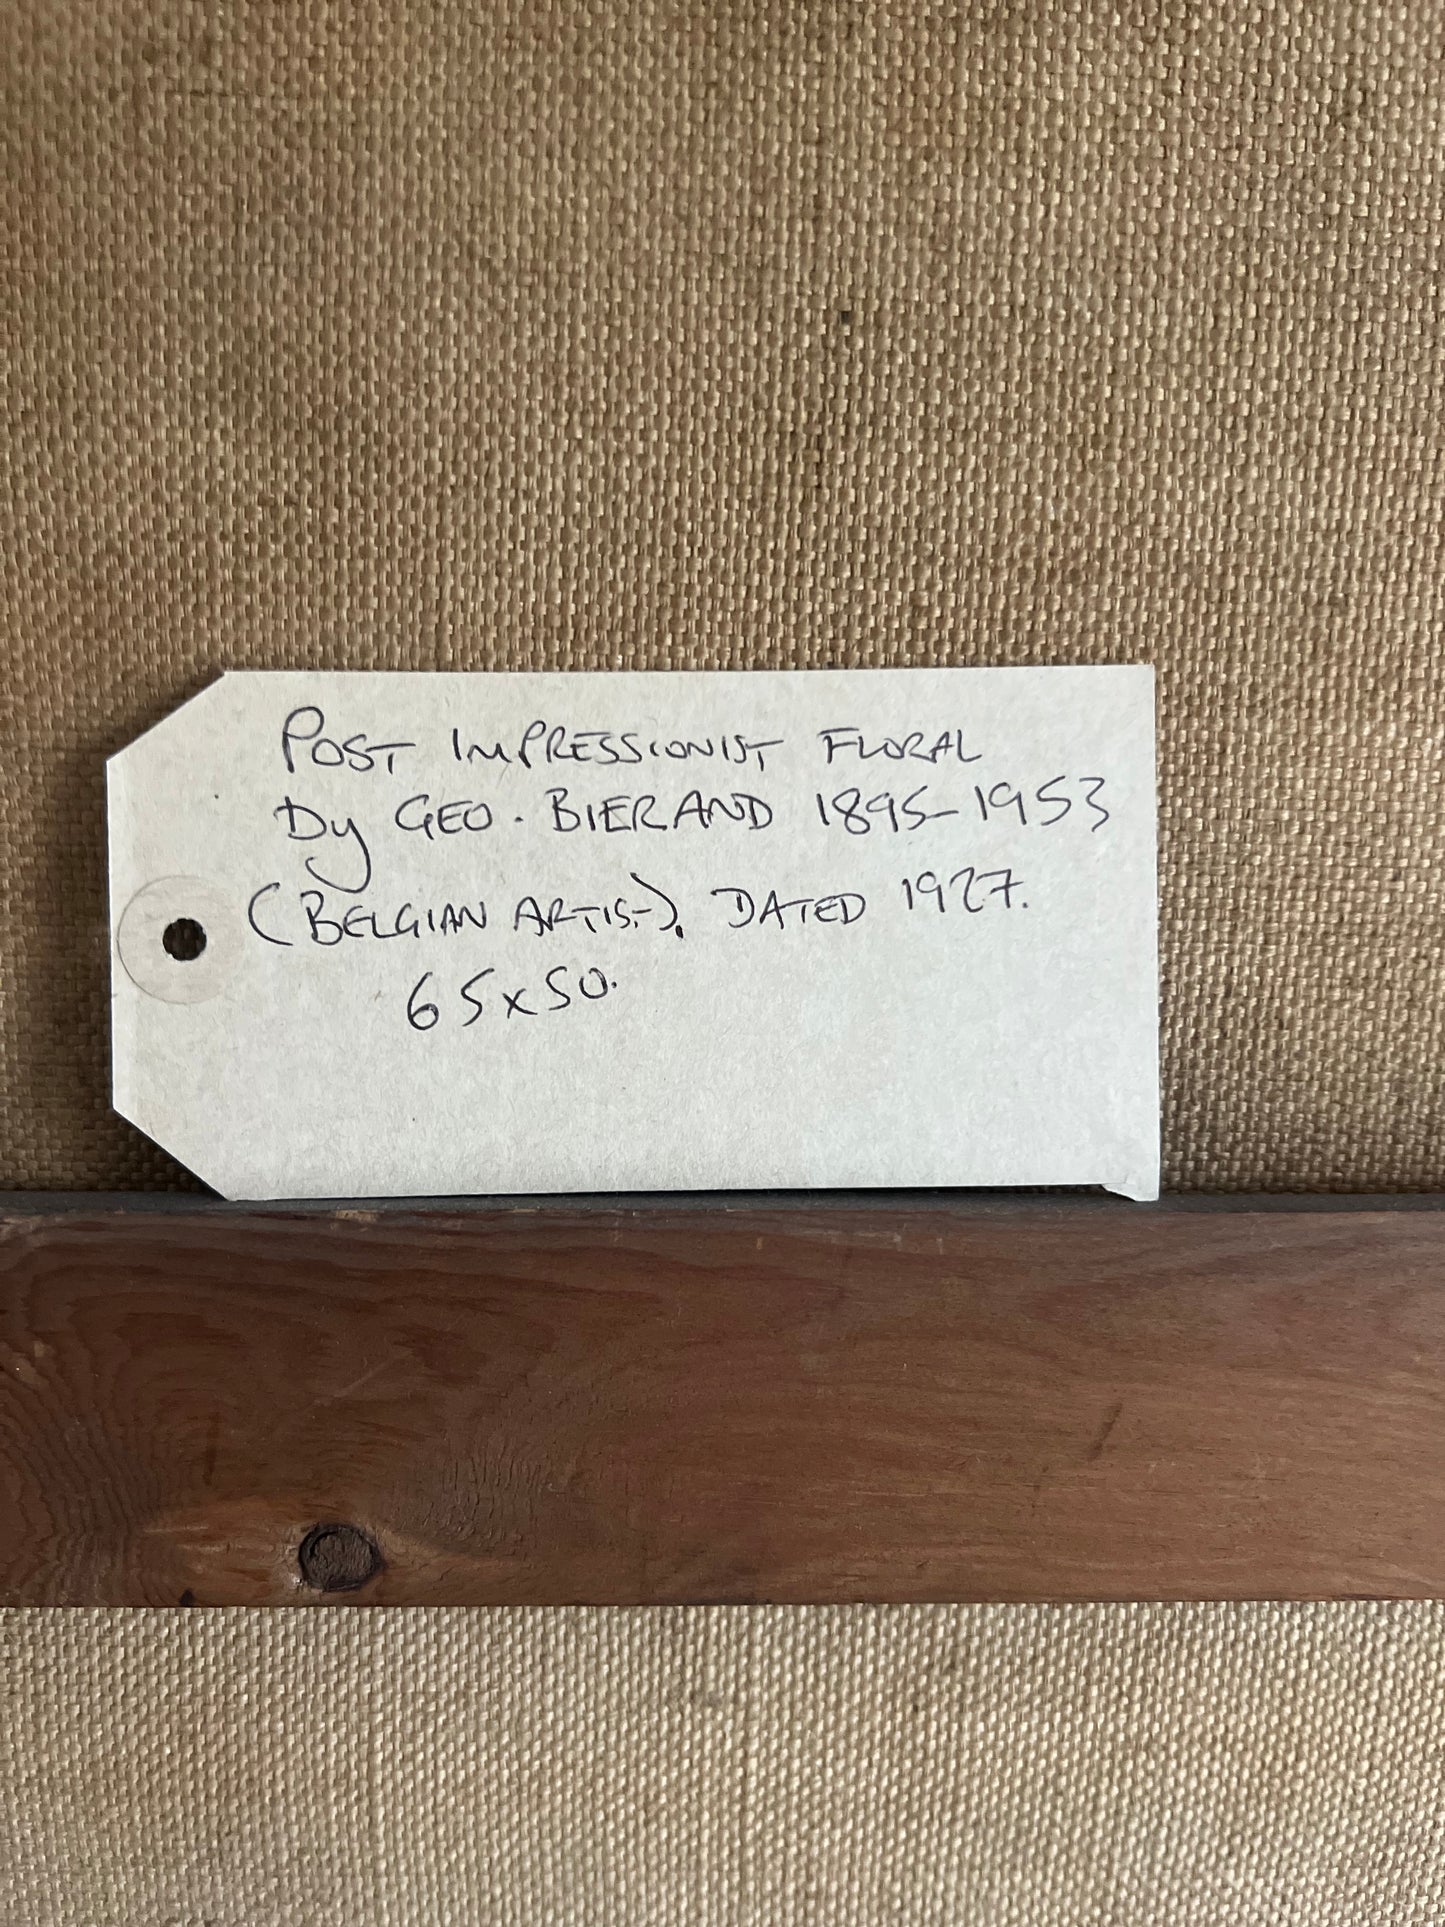 POST IMPRESSIONIST FLORAL
By GEO. BIERAND 1895-1953
(BELGIAN ARTIST). DATED 1927.
65x50.